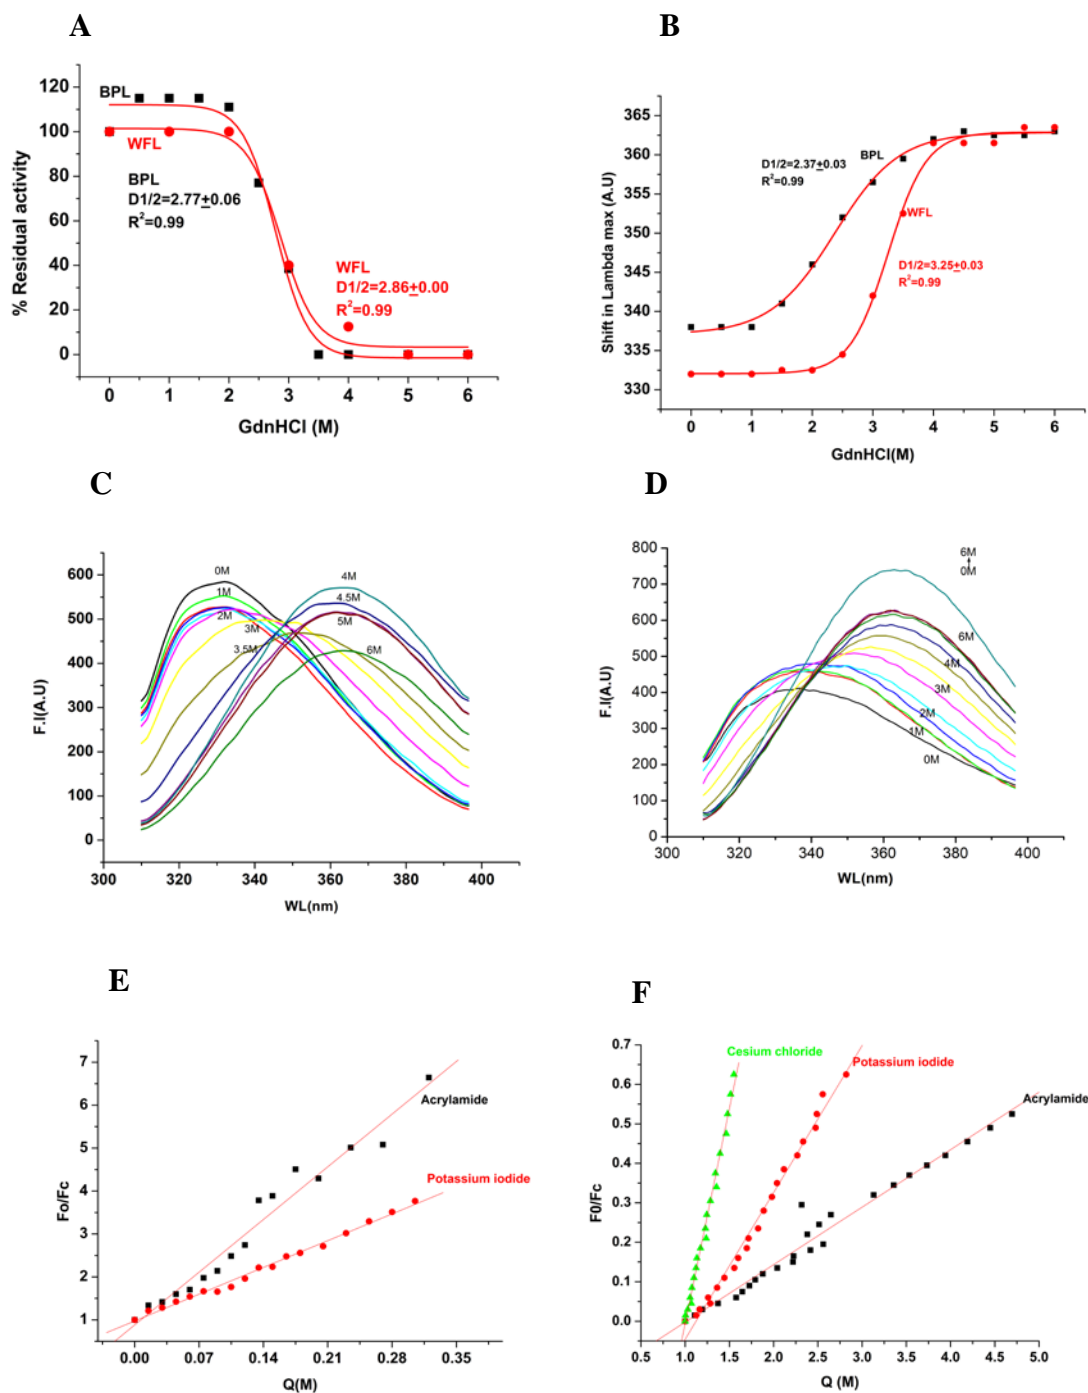 A
B
120
100
80
60
40
20
0
% Residual activity
BPL
WFL
BPL
D1/2=2.77±0.06
R²=0.99
WFL
D1/2=2.86±0.00
R²=0.99
0 1 2 3 4 5 6
GdnHCl (M)
360
350
340
330
Shift in Lambda max (A.U)
D1/2=2.37±0.03
R²=0.99
BPL
WFL
D1/2=3.25±0.03
R²=0.99
0 1 2 3 4 5 6
GdnHCl(M)
C
D
600
500
400
300
200
100
0
F.I(A.U)
0M
1M
2M
3M
3.5M
4M
4.5M
5M
6M
300 320 340 360 380 400
WL(nm)
800
700
600
500
400
300
200
100
0
F.I(A.U)
6M
0M
6M
4M
3M
2M
1M
0M
300 320 340 360 380 400
WL(nm)
E
F
7
6
5
4
3
2
1
Fo/Fc
Acrylamide
Potassium iodide
0.00 0.07 0.14 0.21 0.28 0.35
Q(M)
0.7
0.6
0.5
0.4
0.3
0.2
0.1
0.0
F0/Fc
Cesium chloride
Potassium iodide
Acrylamide
0.5 1.0 1.5 2.0 2.5 3.0 3.5 4.0 4.5 5.0
Q (M)